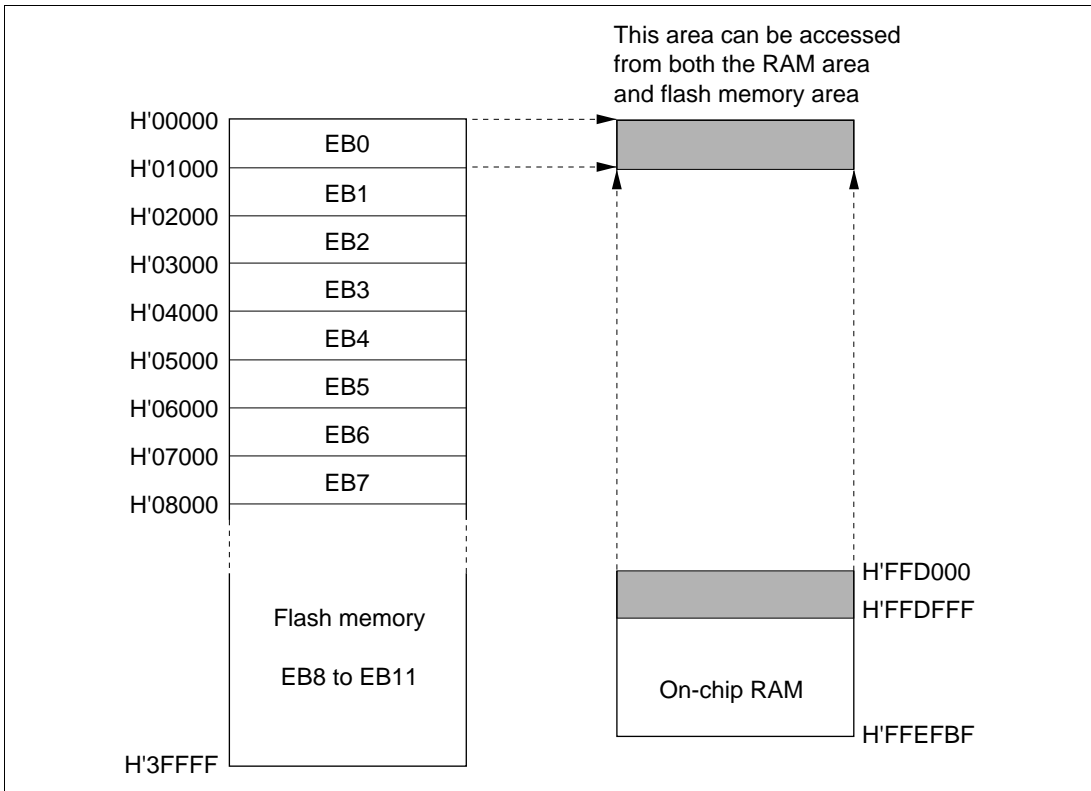 This area can be accessed
from both the RAM area
and flash memory area
H'00000
EB0
H'01000
EB1
H'02000
EB2
H'03000
EB3
H'04000
EB4
H'05000
EB5
H'06000
EB6
H'07000
EB7
H'08000
Flash memory
EB8 to EB11
H'3FFFF
H'FFD000
H'FFDFFF
On-chip RAM
H'FFEFBF